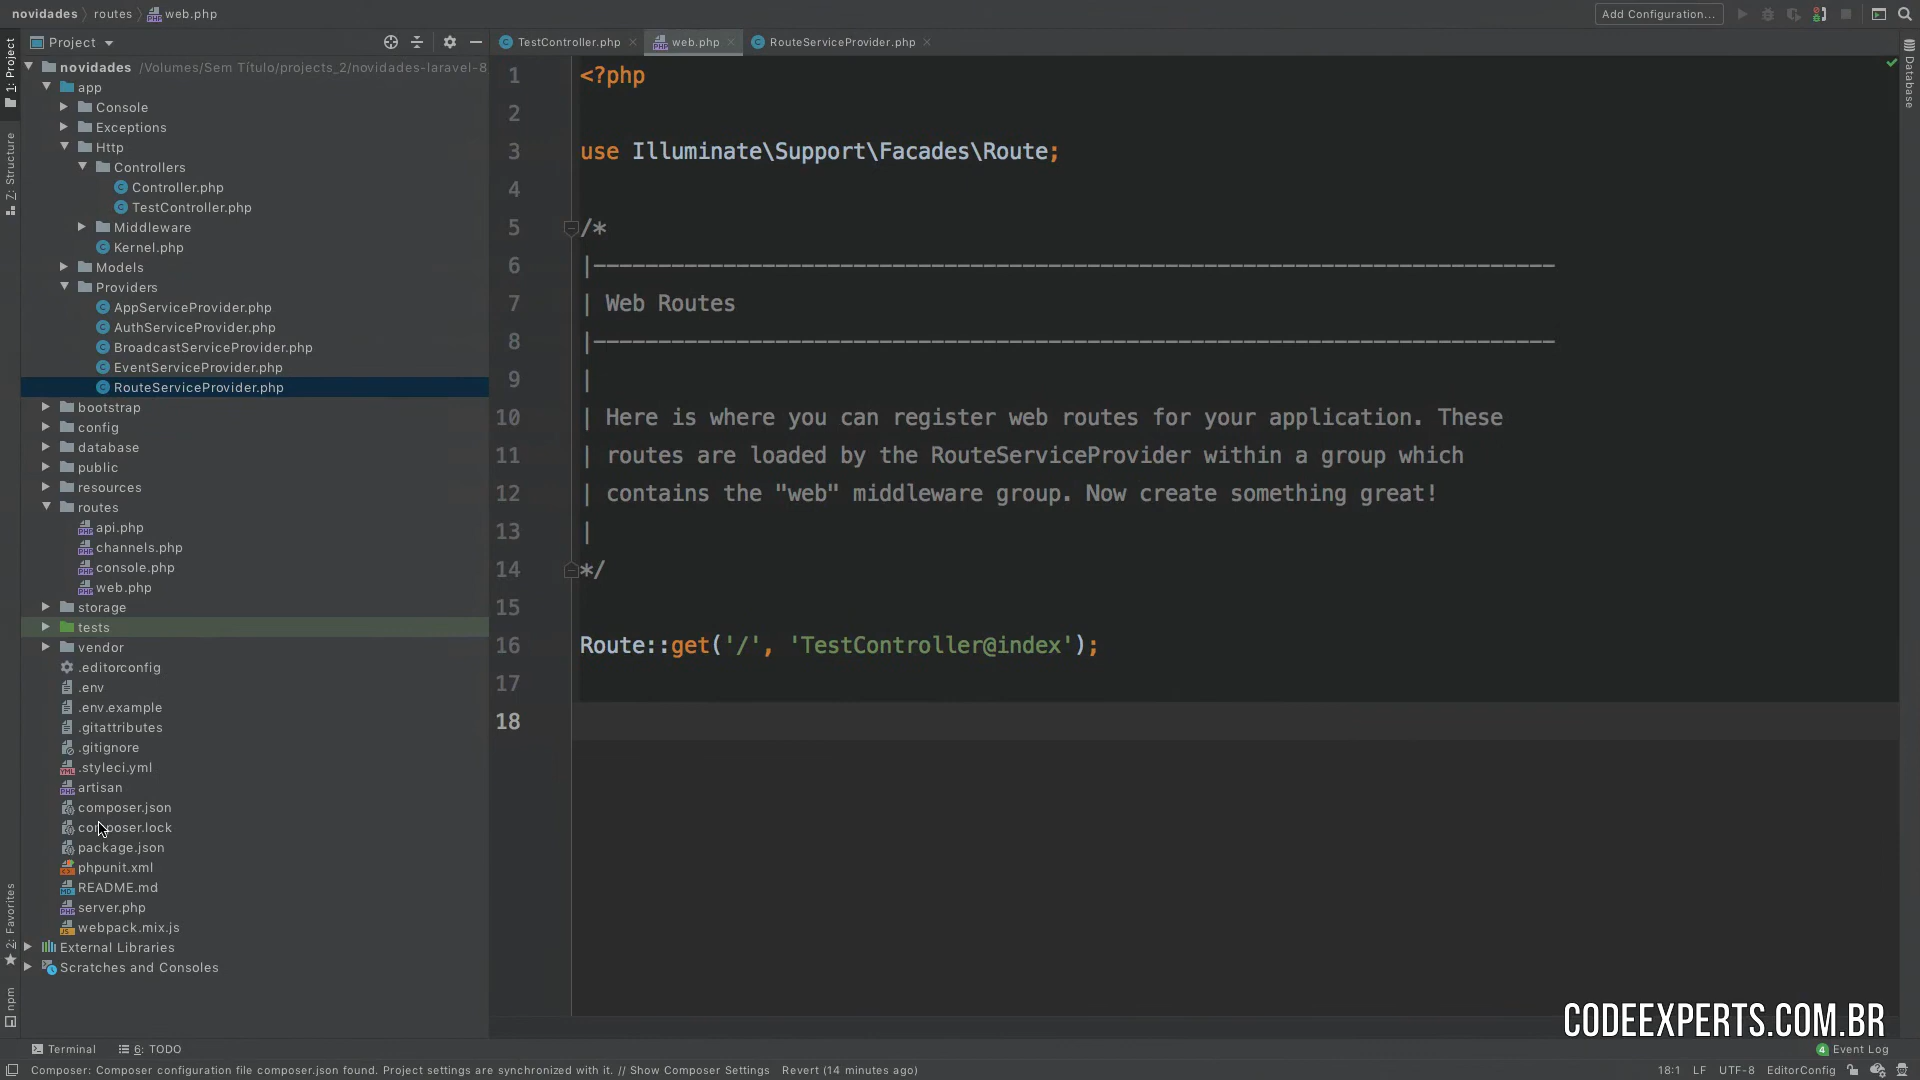 novidades routes web.php
Add Configuration...
1: Project
Z: Structure
2: Favorites
npm
Database
Project
novidades /Volumes/Sem Título/projects_2/novidades-laravel-8
app
Console
Exceptions
Http
Controllers
Controller.php
TestController.php
Middleware
Kernel.php
Models
Providers
AppServiceProvider.php
AuthServiceProvider.php
BroadcastServiceProvider.php
EventServiceProvider.php
RouteServiceProvider.php
bootstrap
config
database
public
resources
routes
api.php
channels.php
console.php
web.php
storage
tests
vendor
.editorconfig
.env
.env.example
.gitattributes
.gitignore
.styleci.yml
artisan
composer.json
composer.lock
package.json
phpunit.xml
README.md
server.php
webpack.mix.js
External Libraries
Scratches and Consoles
TestController.php web.php RouteServiceProvider.php
1 <?php
2
3 use Illuminate\Support\Facades\Route;
4
5 /*
6 |--------------------------------------------------------------------------
7 | Web Routes
8 |--------------------------------------------------------------------------
9 |
10 | Here is where you can register web routes for your application. These
11 | routes are loaded by the RouteServiceProvider within a group which
12 | contains the "web" middleware group. Now create something great!
13 |
14 */
15
16 Route::get('/', 'TestController@index');
17
18
CODEEXPERTS.COM.BR
Terminal 6: TODO
4 Event Log
Composer: Composer configuration file composer.json found. Project settings are synchronized with it. // Show Composer Settings Revert (14 minutes ago)
18:1 LF UTF-8 EditorConfig